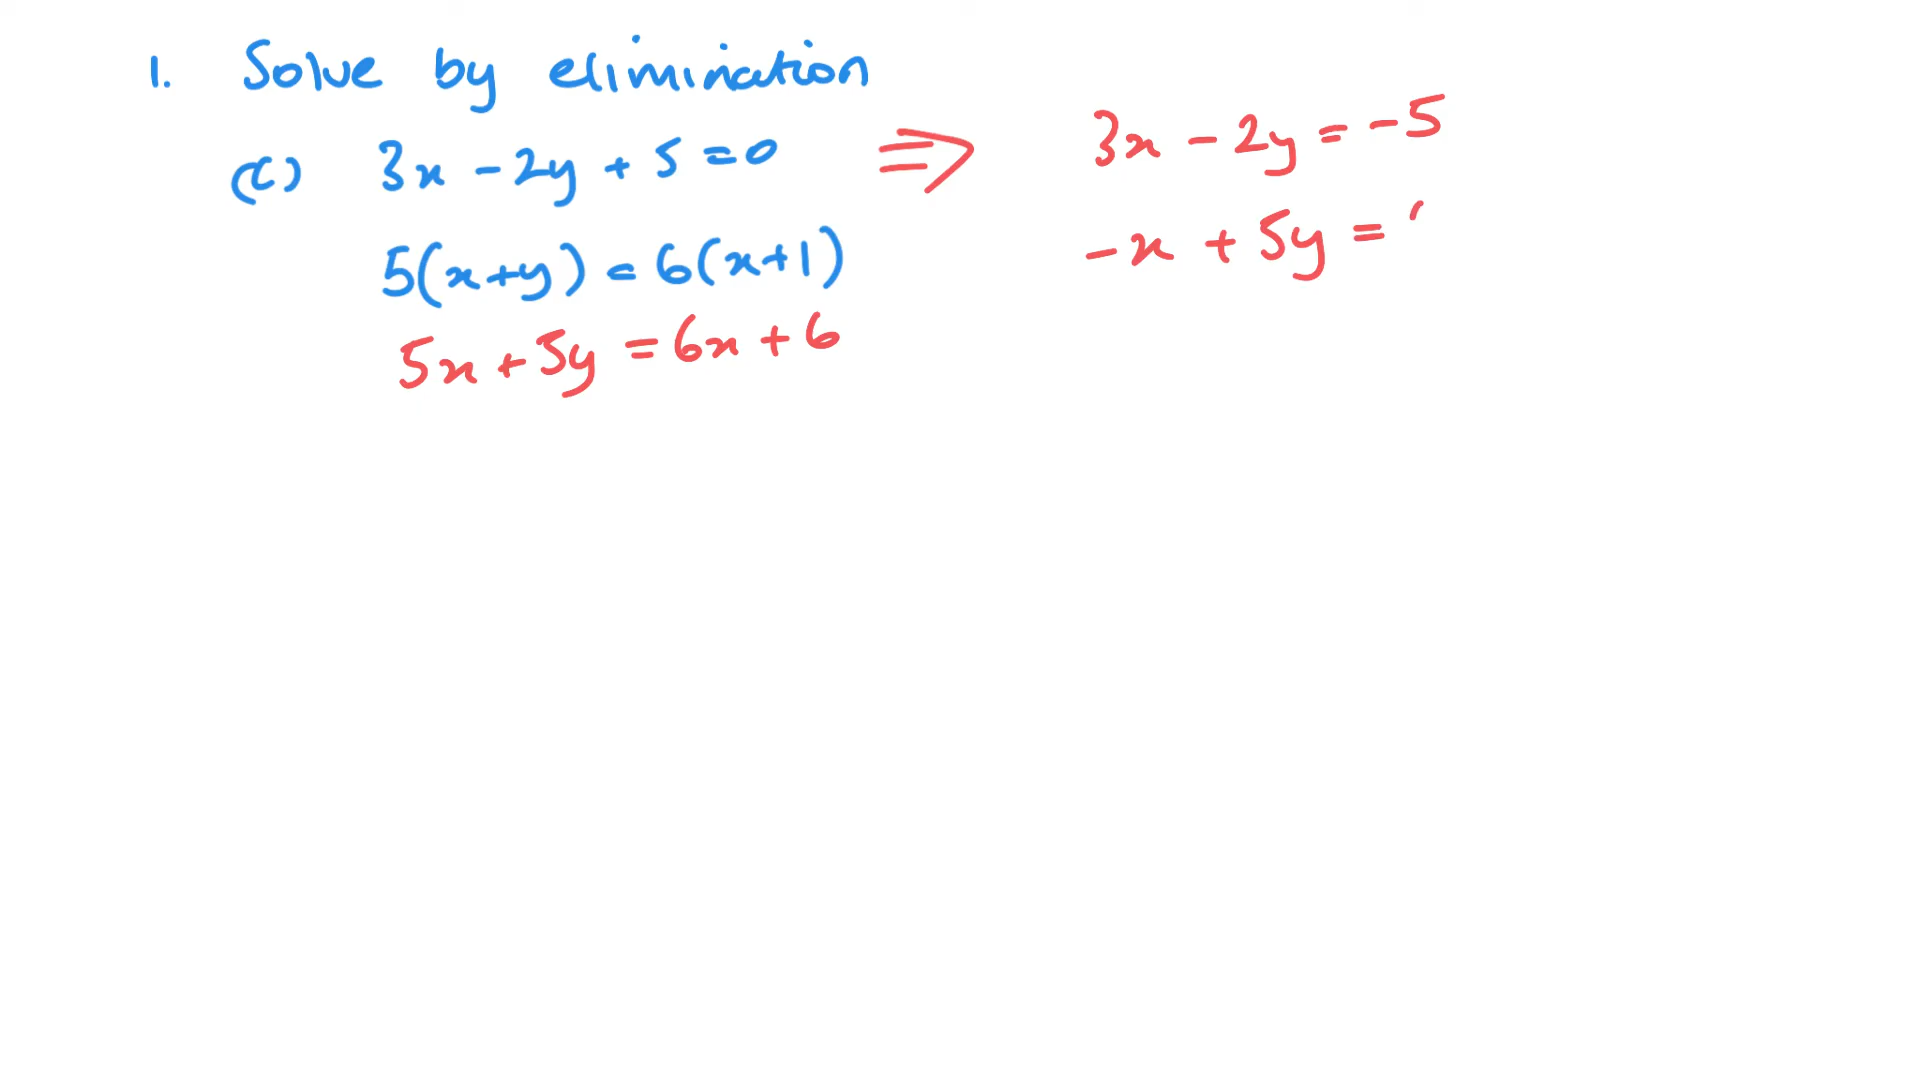 1. Solve by elimination
(c) 3x - 2y + 5 = 0 ⇒ 3x - 2y = -5
5(x+y) = 6(x+1)
-x + 5y =
5x + 5y = 6x + 6